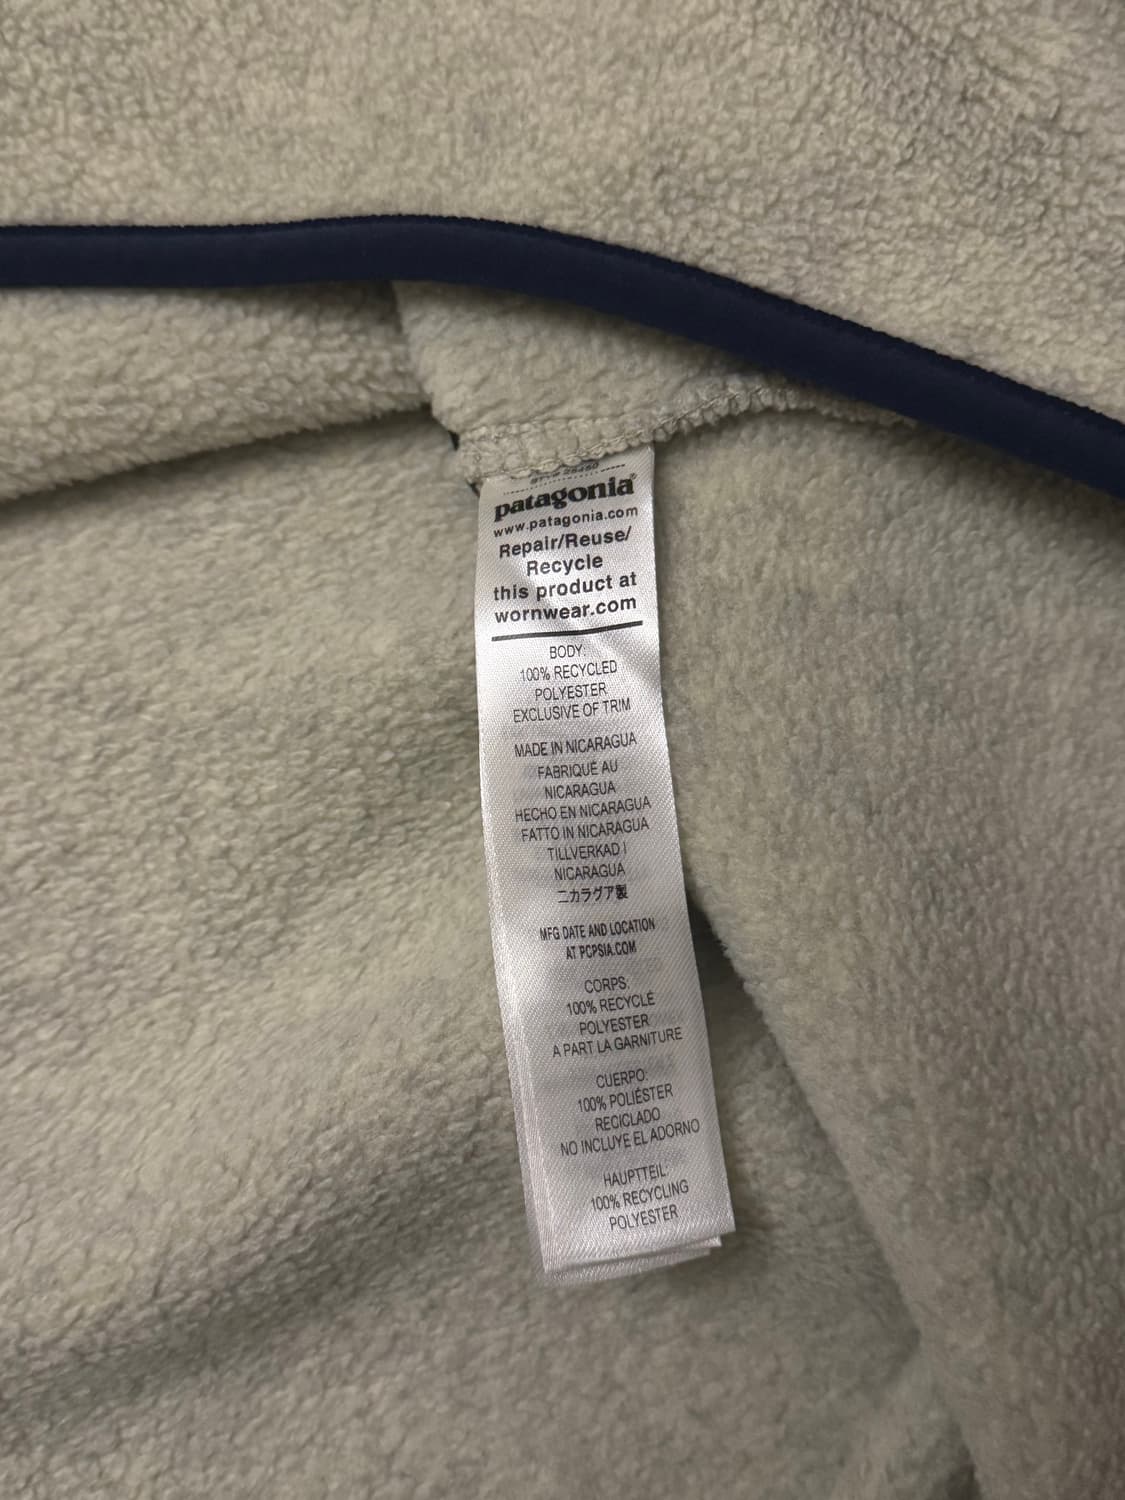 patagonia®
www.patagonia.com
Repair/Reuse/
Recycle
this product at
wornwear.com
BODY:
100% RECYCLED
POLYESTER
EXCLUSIVE OF TRIM
MADE IN NICARAGUA
FABRIQUÉ AU
NICARAGUA
HECHO EN NICARAGUA
FATTO IN NICARAGUA
TILLVERKAD I
NICARAGUA
ニカラグア製
MFG DATE AND LOCATION
AT PCPSIA.COM
CORPS:
100% RECYCLÉ
POLYESTER
A PART LA GARNITURE
CUERPO:
100% POLIÉSTER
RECICLADO
NO INCLUYE EL ADORNO
HAUPTTEIL:
100% RECYCLING
POLYESTER